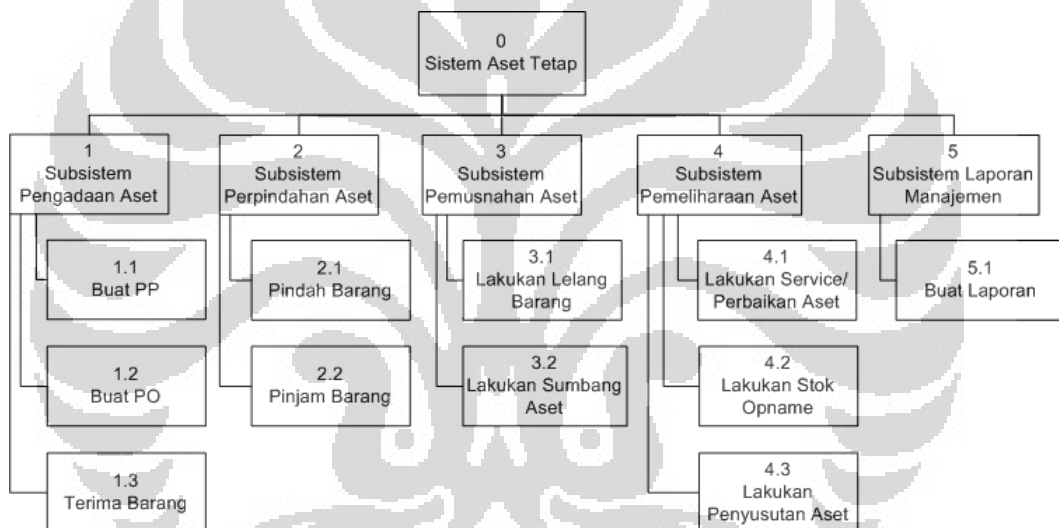 0
Sistem Aset Tetap
1
Subsistem
Pengadaan Aset
2
Subsistem
Perpindahan Aset
3
Subsistem
Pemusnahan Aset
4
Subsistem
Pemeliharaan Aset
5
Subsistem Laporan
Manajemen
1.1
Buat PP
2.1
Pindah Barang
3.1
Lakukan Lelang
Barang
4.1
Lakukan Service/
Perbaikan Aset
5.1
Buat Laporan
1.2
Buat PO
2.2
Pinjam Barang
3.2
Lakukan Sumbang
Aset
4.2
Lakukan Stok
Opname
1.3
Terima Barang
4.3
Lakukan
Penyusutan Aset